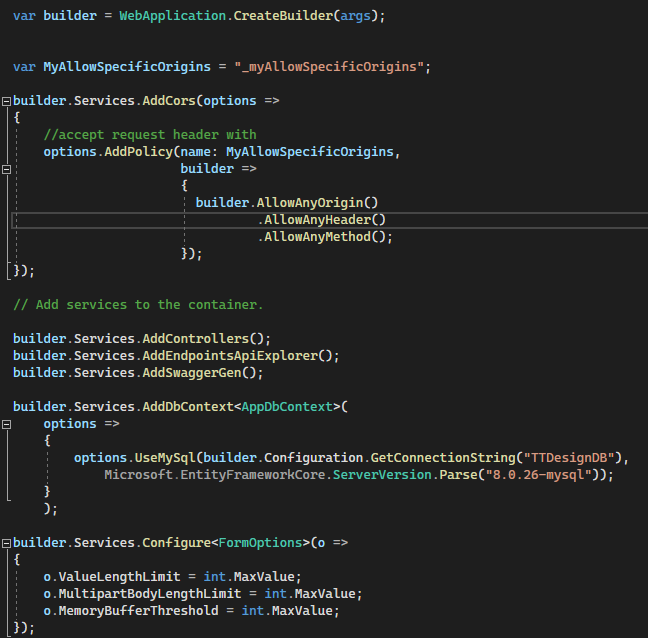 var builder = WebApplication.CreateBuilder(args);
var MyAllowSpecificOrigins = "_myAllowSpecificOrigins";
builder.Services.AddCors(options =>
{
    //accept request header with
    options.AddPolicy(name: MyAllowSpecificOrigins,
                      builder =>
                      {
                        builder.AllowAnyOrigin()
                                .AllowAnyHeader()
                                .AllowAnyMethod();
                      });
});
// Add services to the container.
builder.Services.AddControllers();
builder.Services.AddEndpointsApiExplorer();
builder.Services.AddSwaggerGen();
builder.Services.AddDbContext<AppDbContext>(
    options =>
    {
        options.UseMySql(builder.Configuration.GetConnectionString("TTDesignDB"),
            Microsoft.EntityFrameworkCore.ServerVersion.Parse("8.0.26-mysql"));
    }
    );
builder.Services.Configure<FormOptions>(o =>
{
    o.ValueLengthLimit = int.MaxValue;
    o.MultipartBodyLengthLimit = int.MaxValue;
    o.MemoryBufferThreshold = int.MaxValue;
});